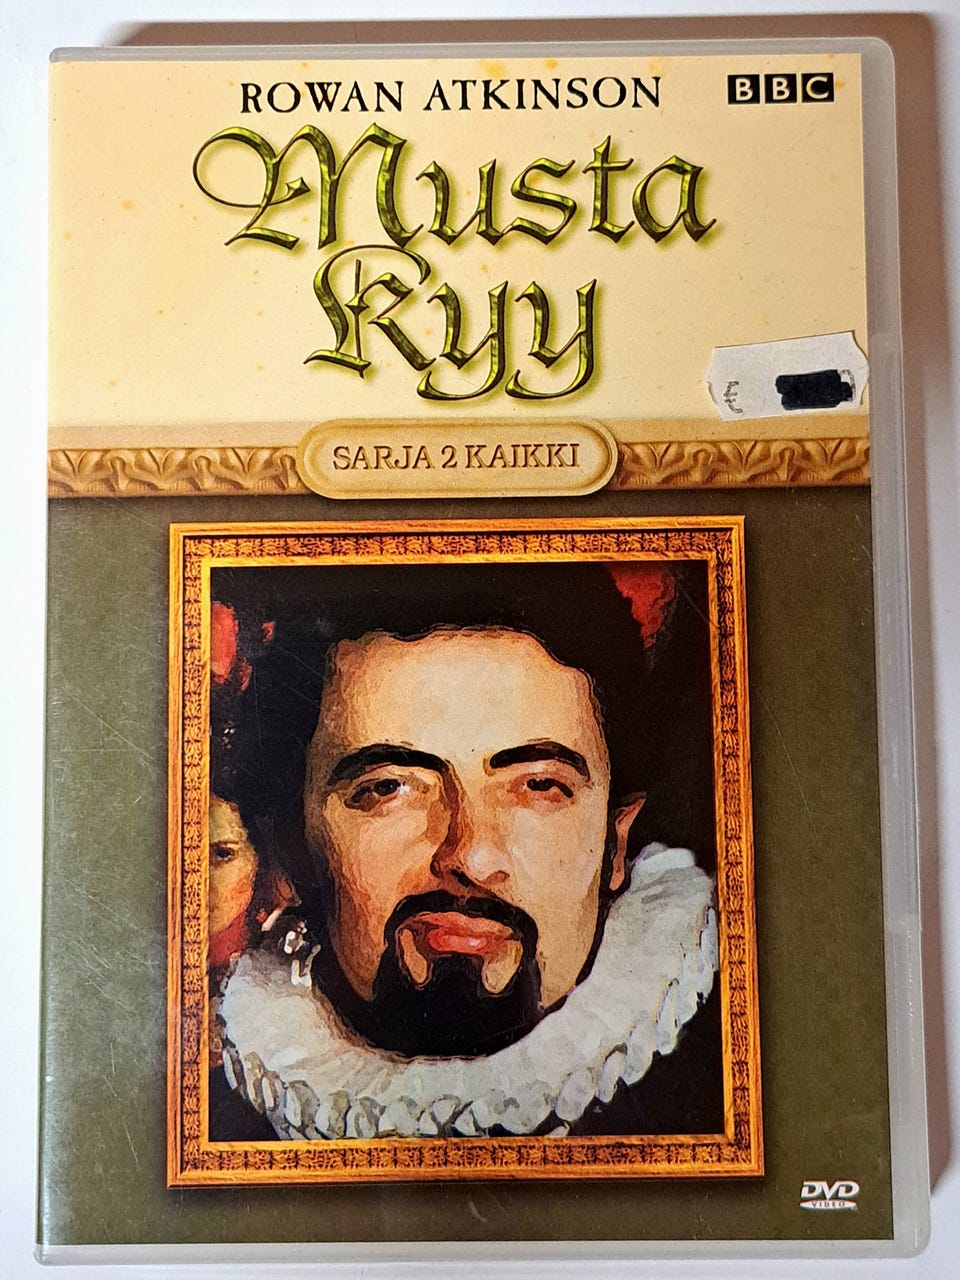 ROWAN ATKINSON
BBC
Musta
Kyy
SARJA 2 KAIKKI
DVD
VIDEO